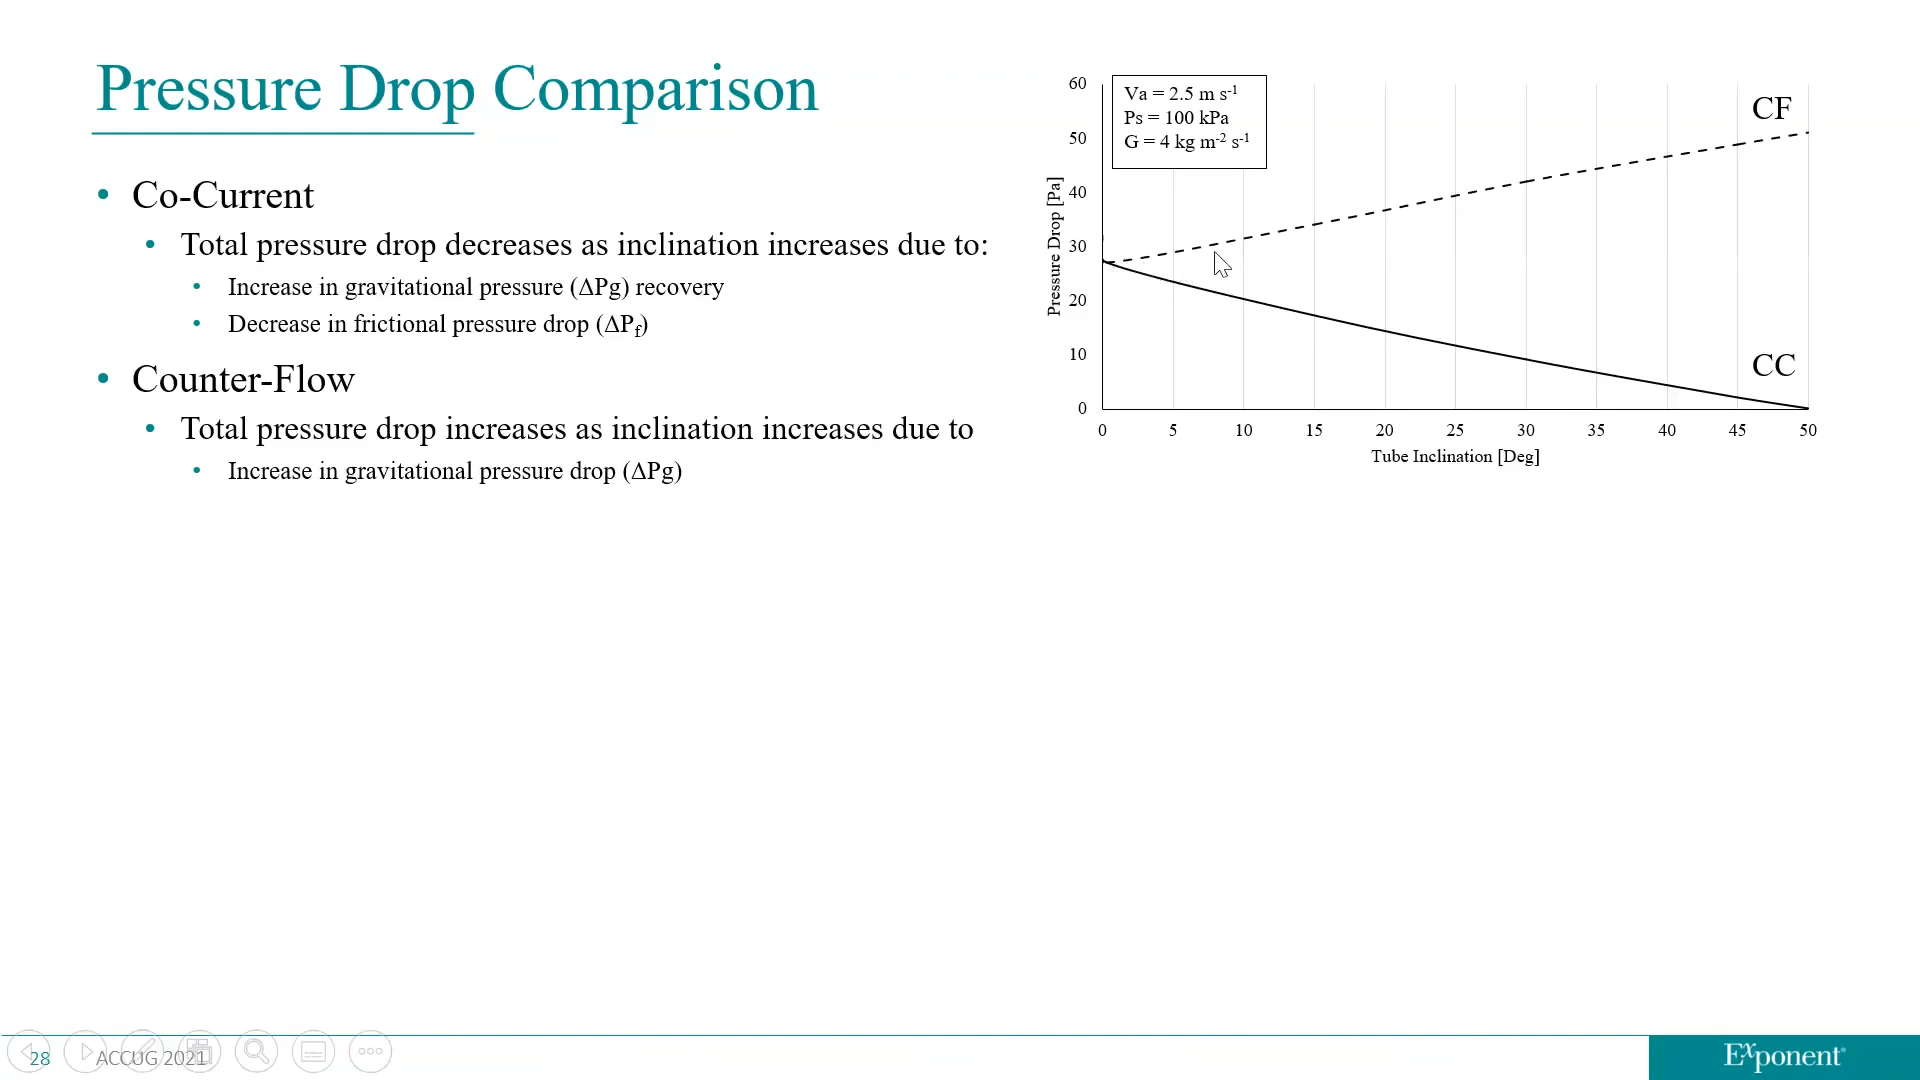 Pressure Drop Comparison
• Co-Current
• Total pressure drop decreases as inclination increases due to:
• Increase in gravitational pressure (ΔPg) recovery
• Decrease in frictional pressure drop (ΔPf)
• Counter-Flow
• Total pressure drop increases as inclination increases due to
• Increase in gravitational pressure drop (ΔPg)
Va = 2.5 m s-1
Ps = 100 kPa
G = 4 kg m-2 s-1
CF
CC
Pressure Drop [Pa]
60
50
40
30
20
10
0
0 5 10 15 20 25 30 35 40 45 50
Tube Inclination [Deg]
28 ACCUG 2021
Exponent®